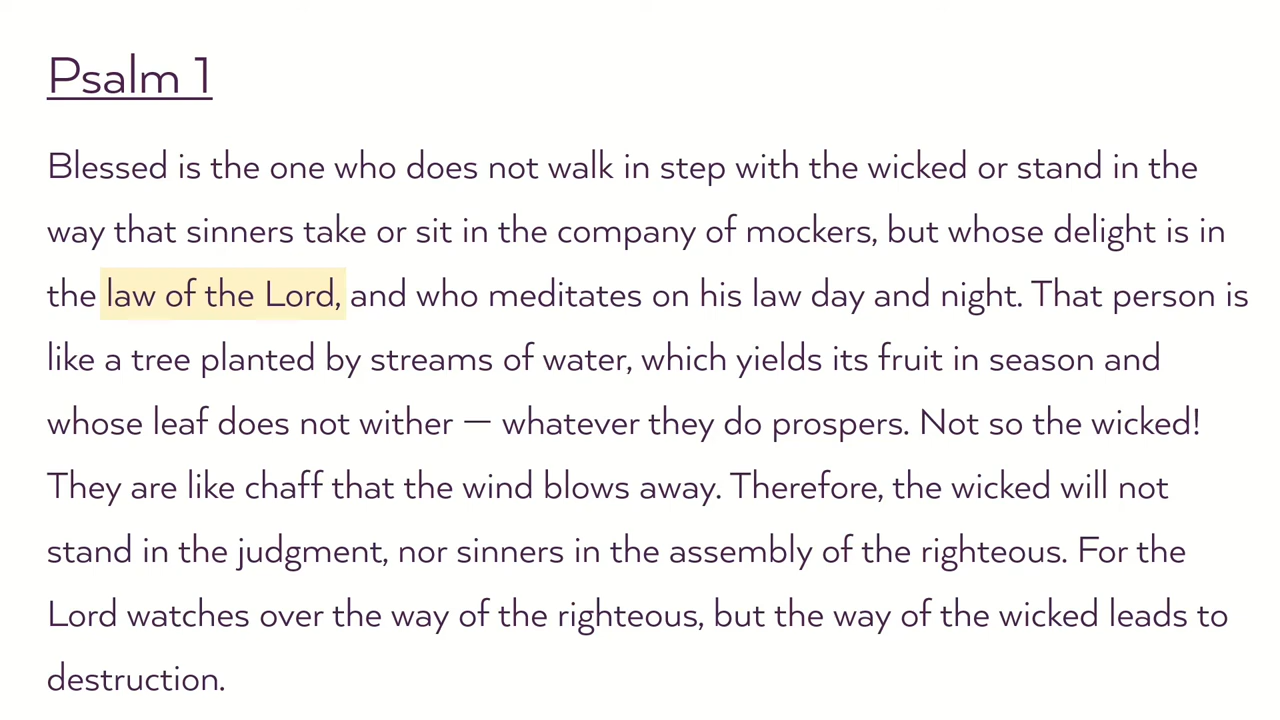 Psalm 1
Blessed is the one who does not walk in step with the wicked or stand in the
way that sinners take or sit in the company of mockers, but whose delight is in
the law of the Lord, and who meditates on his law day and night. That person is
like a tree planted by streams of water, which yields its fruit in season and
whose leaf does not wither — whatever they do prospers. Not so the wicked!
They are like chaff that the wind blows away. Therefore, the wicked will not
stand in the judgment, nor sinners in the assembly of the righteous. For the
Lord watches over the way of the righteous, but the way of the wicked leads to
destruction.